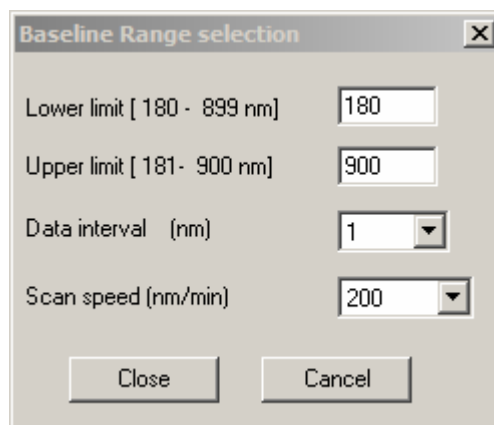 Baseline Range selection
Lower limit [ 180 - 899 nm] 180
Upper limit [ 181- 900 nm] 900
Data interval (nm) 1
Scan speed (nm/min) 200
Close Cancel